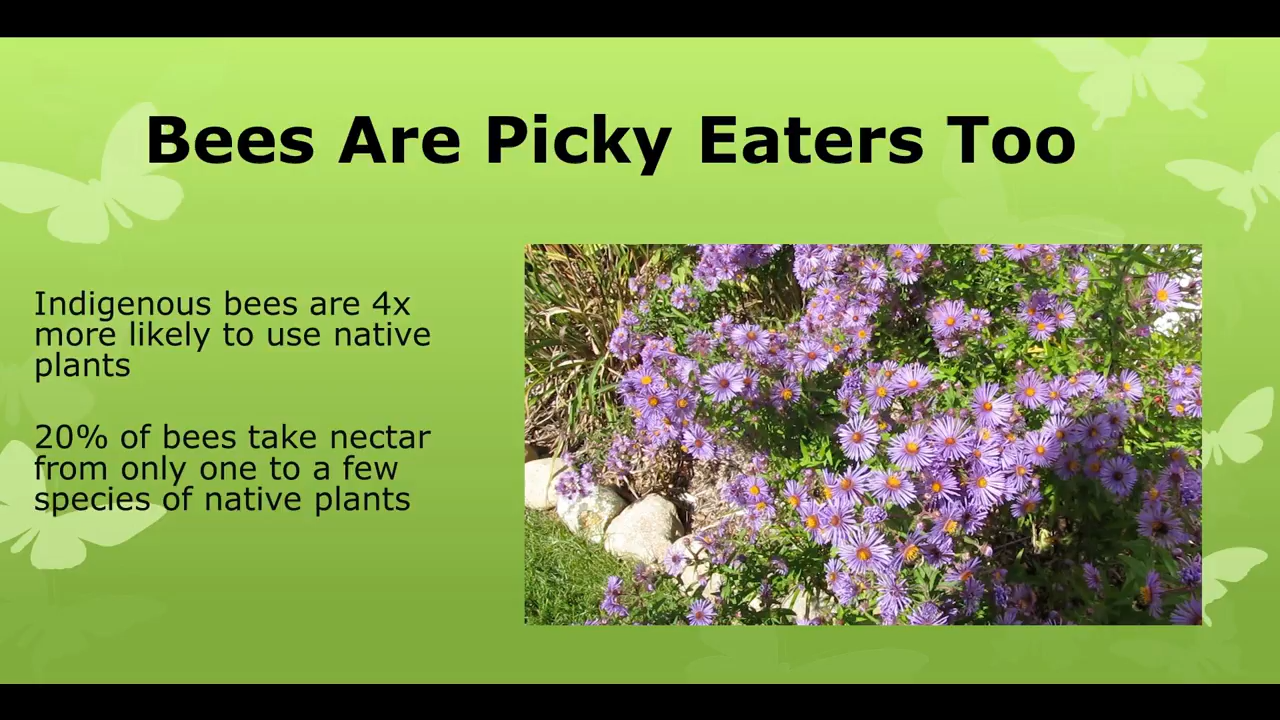 Bees Are Picky Eaters Too
Indigenous bees are 4x
more likely to use native
plants
20% of bees take nectar
from only one to a few
species of native plants